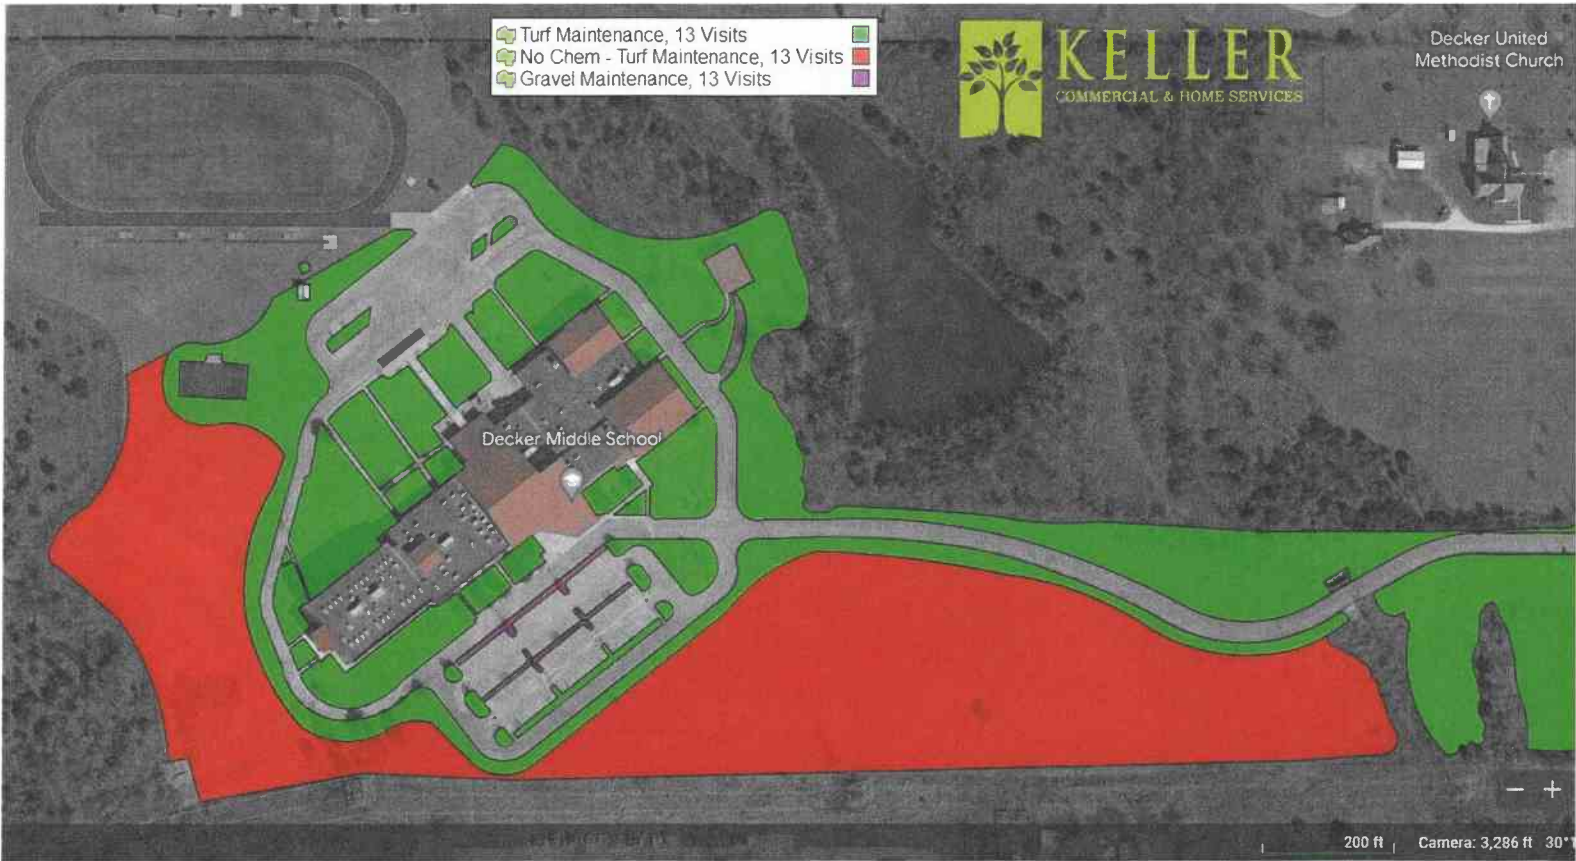 Turf Maintenance, 13 Visits
No Chem - Turf Maintenance, 13 Visits
Gravel Maintenance, 13 Visits
KELLER
COMMERCIAL & HOME SERVICES
Decker United
Methodist Church
Decker Middle School
200 ft
Camera: 3,286 ft 30°